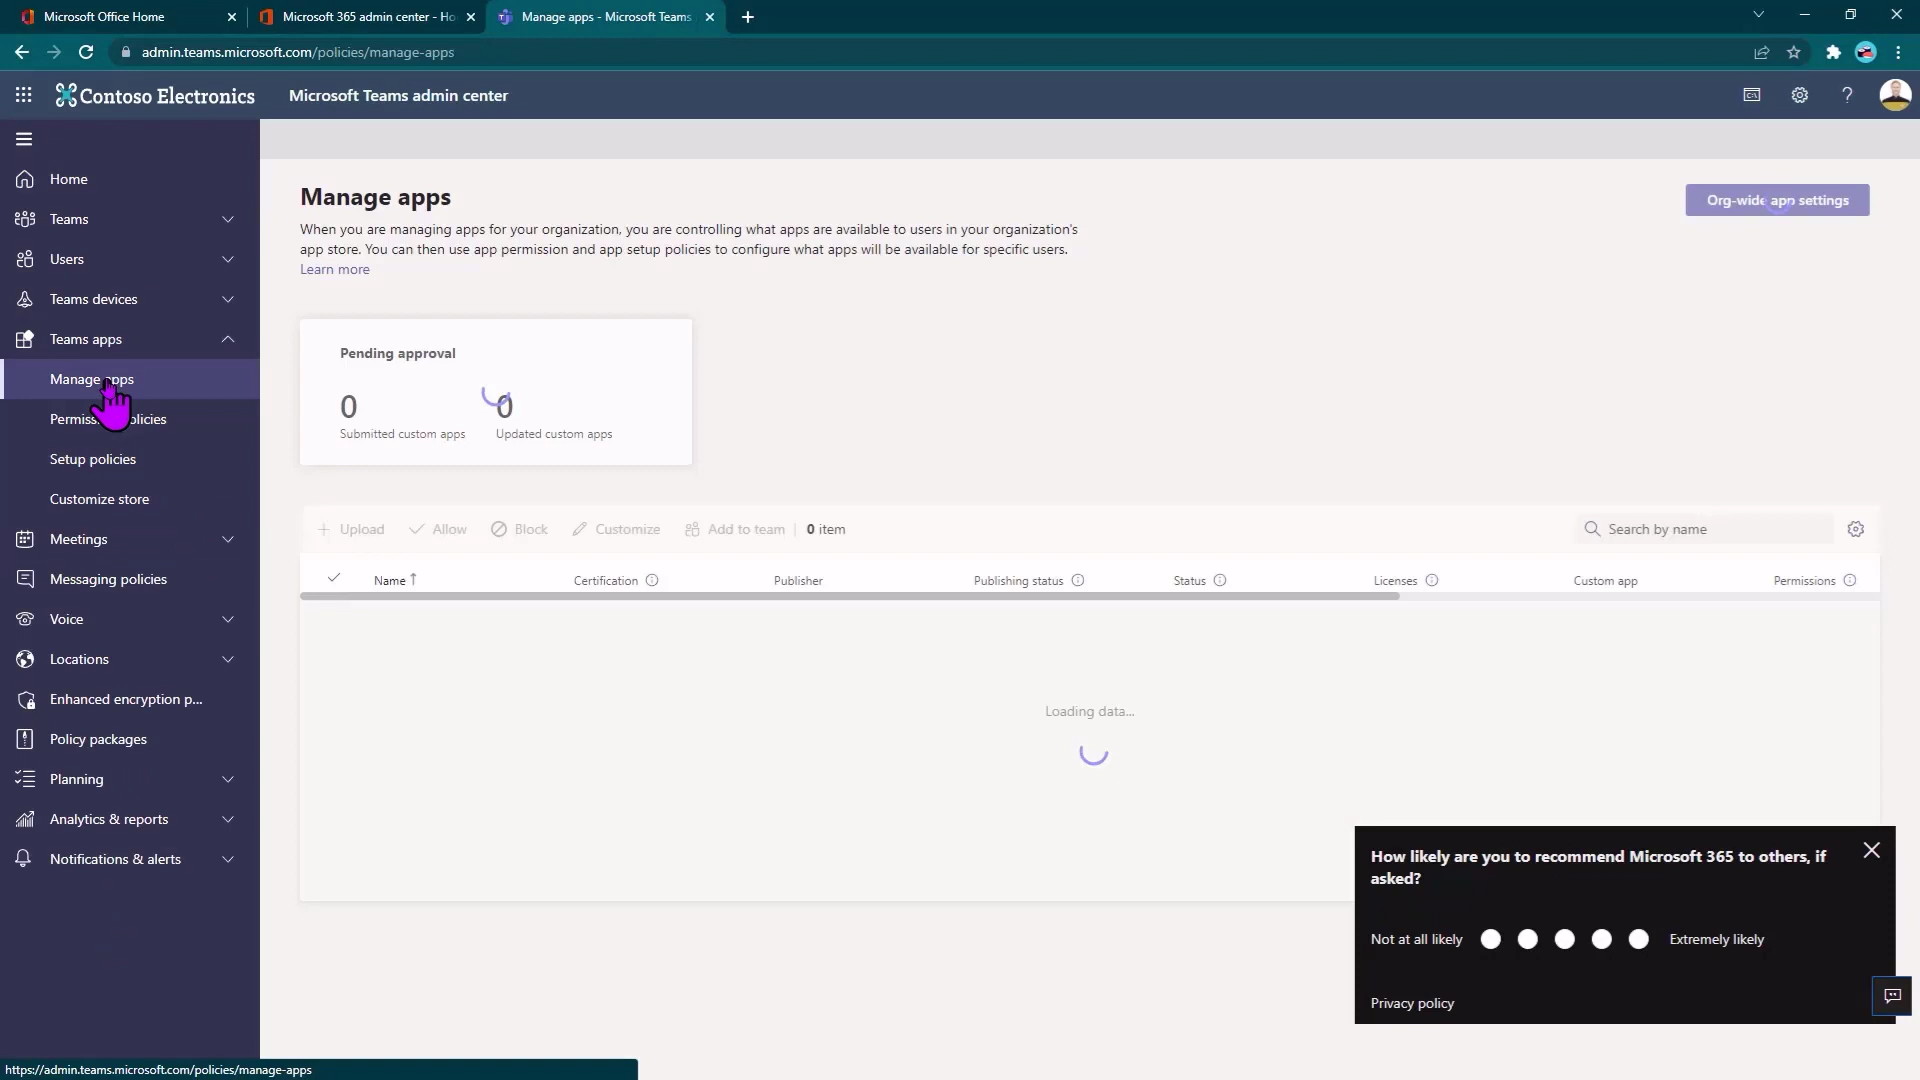 Microsoft Office Home
Microsoft 365 admin center - Ho
Manage apps - Microsoft Teams
admin.teams.microsoft.com/policies/manage-apps
Contoso Electronics
Microsoft Teams admin center
Home
Teams
Users
Teams devices
Teams apps
Manage apps
Permiss olicies
Setup policies
Customize store
Meetings
Messaging policies
Voice
Locations
Enhanced encryption p...
Policy packages
Planning
Analytics & reports
Notifications & alerts
Manage apps
Org-wide app settings
When you are managing apps for your organization, you are controlling what apps are available to users in your organization's
app store. You can then use app permission and app setup policies to configure what apps will be available for specific users.
Learn more
Pending approval
0 0
Submitted custom apps Updated custom apps
Upload Allow Block Customize Add to team 0 item Search by name
Name Certification Publisher Publishing status Status Licenses Custom app Permissions
Loading data...
How likely are you to recommend Microsoft 365 to others, if
asked?
Not at all likely Extremely likely
Privacy policy
https://admin.teams.microsoft.com/policies/manage-apps